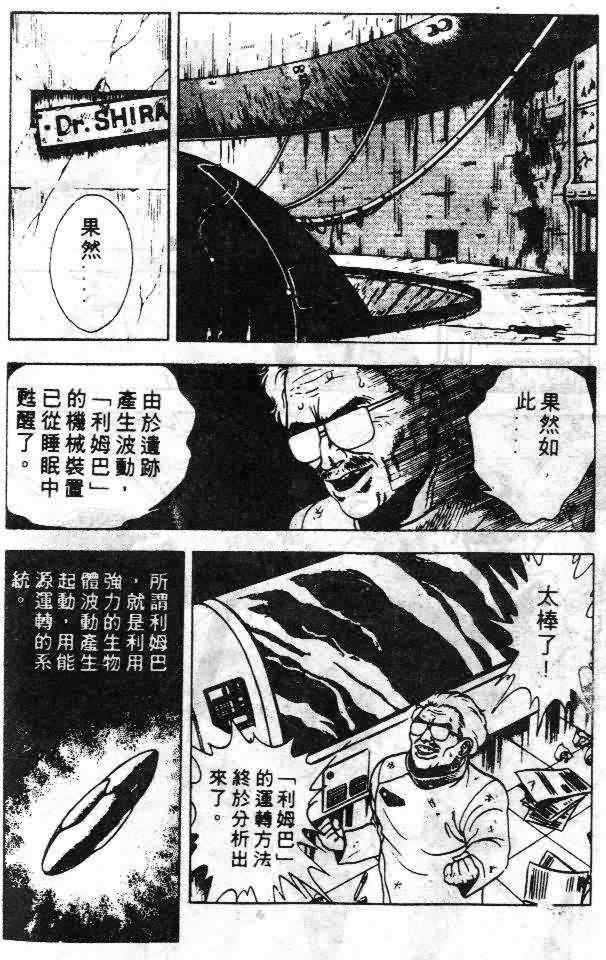 Dr. SHIRA
果然.....
果然如，
此....
由於遺跡
產生波動，
「利姆巴」
的機械裝置
已從睡眠中
甦醒了。
太棒了！
「利姆巴」
的運轉方法
終於分析出
來了。
所謂利姆巴
，就是利用
強力的生物
體波動產生
起動，用能
源運轉的系
統。